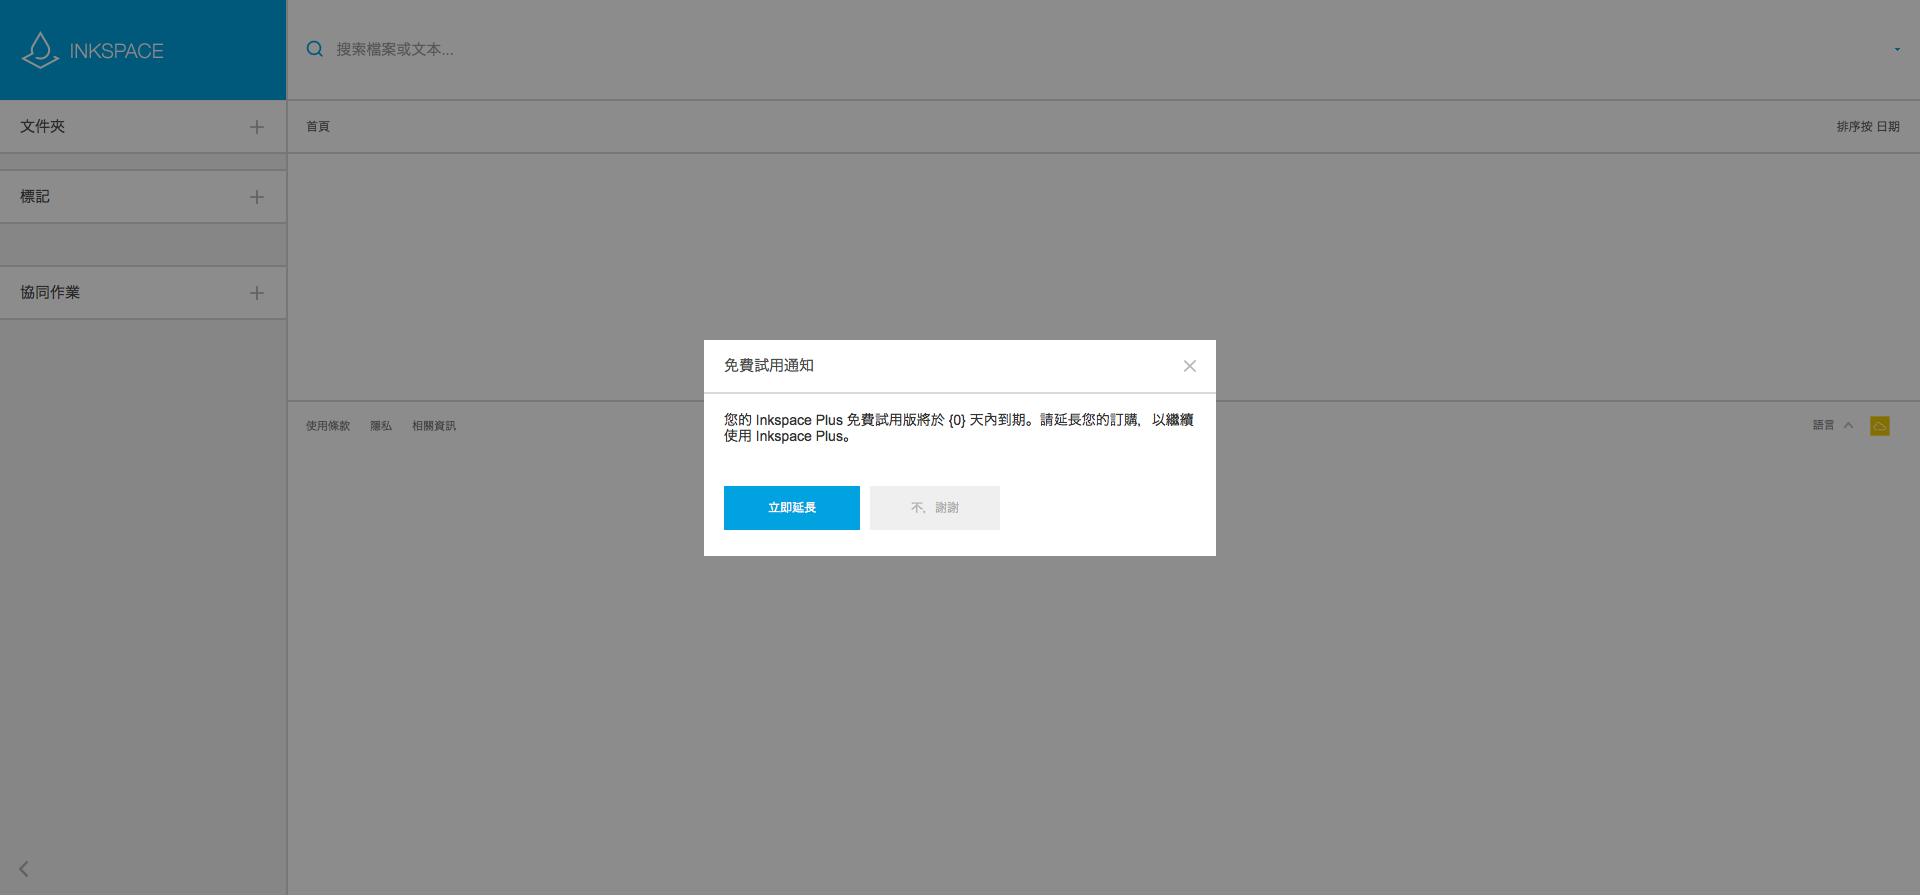 INKSPACE
搜索檔案或文本...
文件夾
首頁
排序按 日期
標記
協同作業
免費試用通知
您的 Inkspace Plus 免費試用版將於 {0} 天內到期。請延長您的訂購，以繼續
使用 Inkspace Plus。
立即延長
不，謝謝
使用條款
隱私
相關資訊
語言